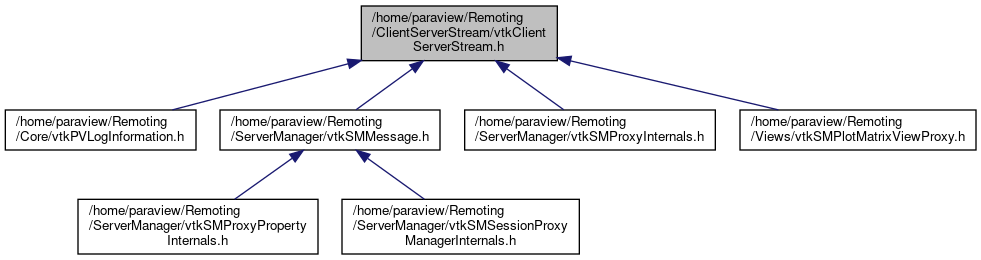 /home/paraview/Remoting
/ClientServerStream/vtkClient
ServerStream.h
/home/paraview/Remoting
/Core/vtkPVLogInformation.h
/home/paraview/Remoting
/ServerManager/vtkSMMessage.h
/home/paraview/Remoting
/ServerManager/vtkSMProxyInternals.h
/home/paraview/Remoting
/Views/vtkSMPlotMatrixViewProxy.h
/home/paraview/Remoting
/ServerManager/vtkSMProxyProperty
Internals.h
/home/paraview/Remoting
/ServerManager/vtkSMSessionProxy
ManagerInternals.h